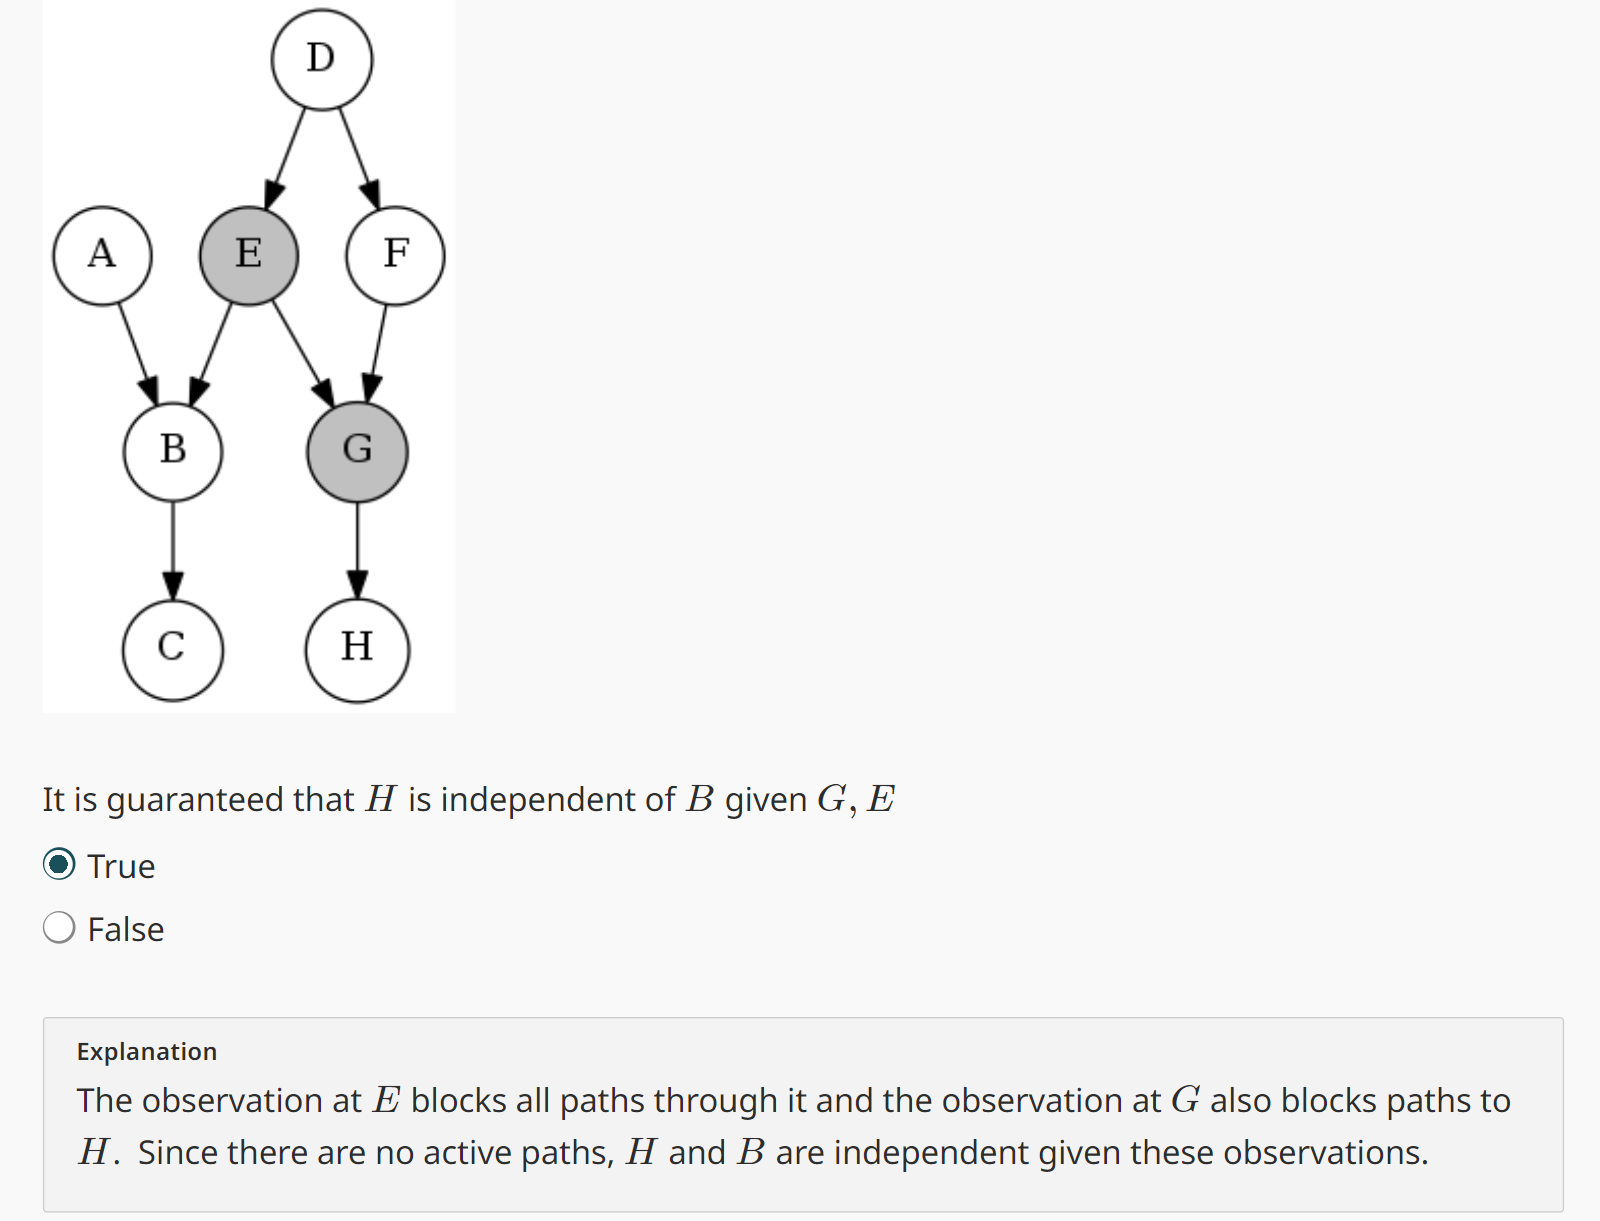 D
A E F
B G
C H
It is guaranteed that H is independent of B given G, E
True
False
Explanation
The observation at E blocks all paths through it and the observation at G also blocks paths to
H. Since there are no active paths, H and B are independent given these observations.